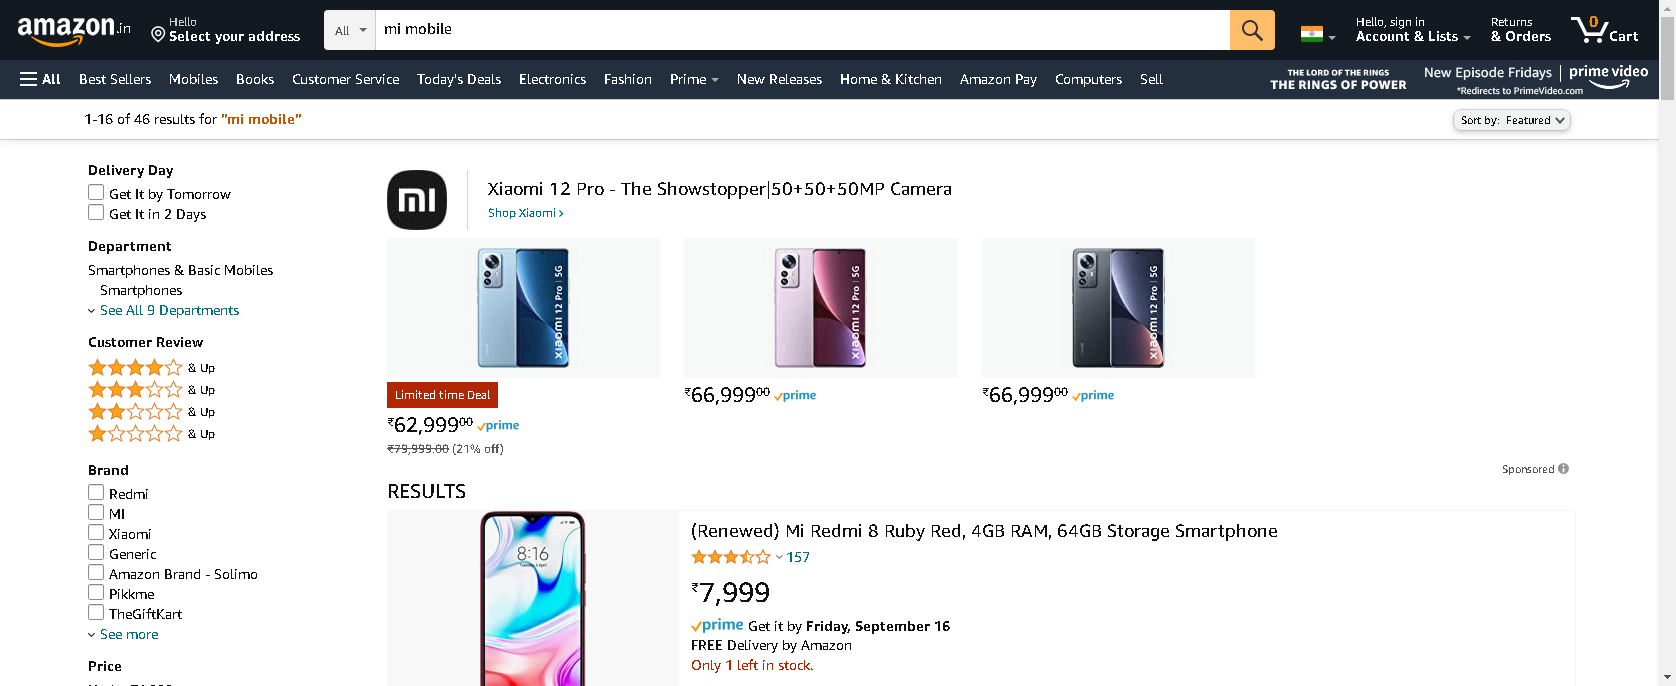 amazon.in
Hello
Select your address
All
mi mobile
Hello, sign in
Account & Lists
Returns
& Orders
0
Cart
All
Best Sellers
Mobiles
Books
Customer Service
Today's Deals
Electronics
Fashion
Prime
New Releases
Home & Kitchen
Amazon Pay
Computers
Sell
THE LORD OF THE RINGS
THE RINGS OF POWER
New Episode Fridays
prime video
*Redirects to PrimeVideo.com
1-16 of 46 results for "mi mobile"
Sort by: Featured
Delivery Day
Get It by Tomorrow
Get It in 2 Days
Department
Smartphones & Basic Mobiles
Smartphones
See All 9 Departments
Customer Review
& Up
& Up
& Up
& Up
Brand
Redmi
MI
Xiaomi
Generic
Amazon Brand - Solimo
Pikkme
TheGiftKart
See more
Price
mi
Xiaomi 12 Pro - The Showstopper|50+50+50MP Camera
Shop Xiaomi
Xiaomi 12 Pro | 5G
Xiaomi 12 Pro | 5G
Xiaomi 12 Pro | 5G
Limited time Deal
₹62,99900 prime
₹79,999.00 (21% off)
₹66,99900 prime
₹66,99900 prime
Sponsored
RESULTS
8:16
(Renewed) Mi Redmi 8 Ruby Red, 4GB RAM, 64GB Storage Smartphone
157
₹7,999
prime Get it by Friday, September 16
FREE Delivery by Amazon
Only 1 left in stock.